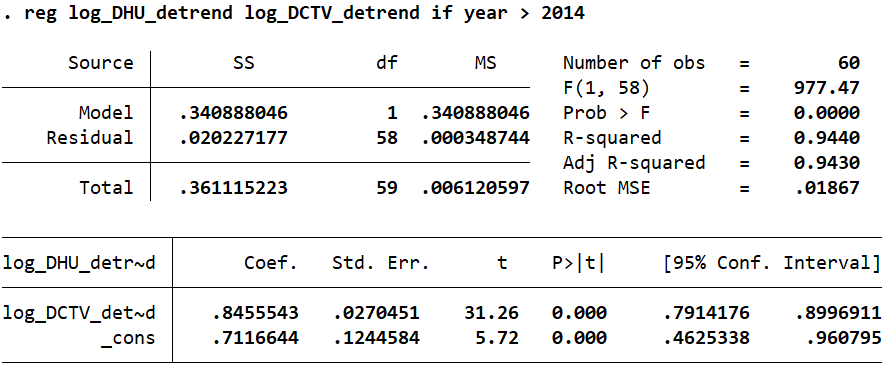 . reg log_DHU_detrend log_DCTV_detrend if year > 2014
Source SS df MS Number of obs = 60
F(1, 58) = 977.47
Model .340888046 1 .340888046 Prob > F = 0.0000
Residual .020227177 58 .000348744 R-squared = 0.9440
Adj R-squared = 0.9430
Total .361115223 59 .006120597 Root MSE = .01867
log_DHU_detr~d Coef. Std. Err. t P>|t| [95% Conf. Interval]
log_DCTV_det~d .8455543 .0270451 31.26 0.000 .7914176 .8996911
_cons .7116644 .1244584 5.72 0.000 .4625338 .960795